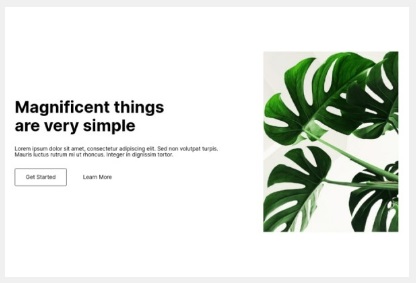 Magnificent things
are very simple
Lorem ipsum dolor sit amet, consectetur adipiscing elit. Sed non volutpat turpis.
Mauris luctus rutrum mi ut rhoncus. Integer in dignissim tortor.
Get Started
Learn More